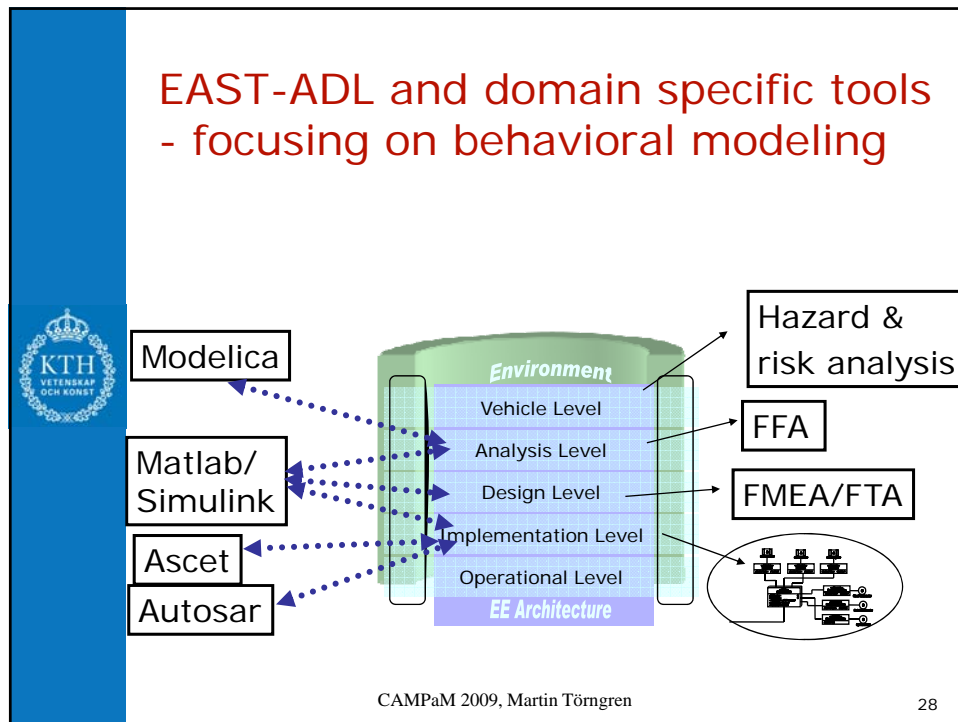 EAST-ADL and domain specific tools
- focusing on behavioral modeling
KTH
VETENSKAP
OCH KONST
Modelica
Matlab/
Simulink
Ascet
Autosar
Environment
Vehicle Level
Analysis Level
Design Level
Implementation Level
Operational Level
EE Architecture
Hazard &
risk analysis
FFA
FMEA/FTA
CAMPaM 2009, Martin Törngren
28